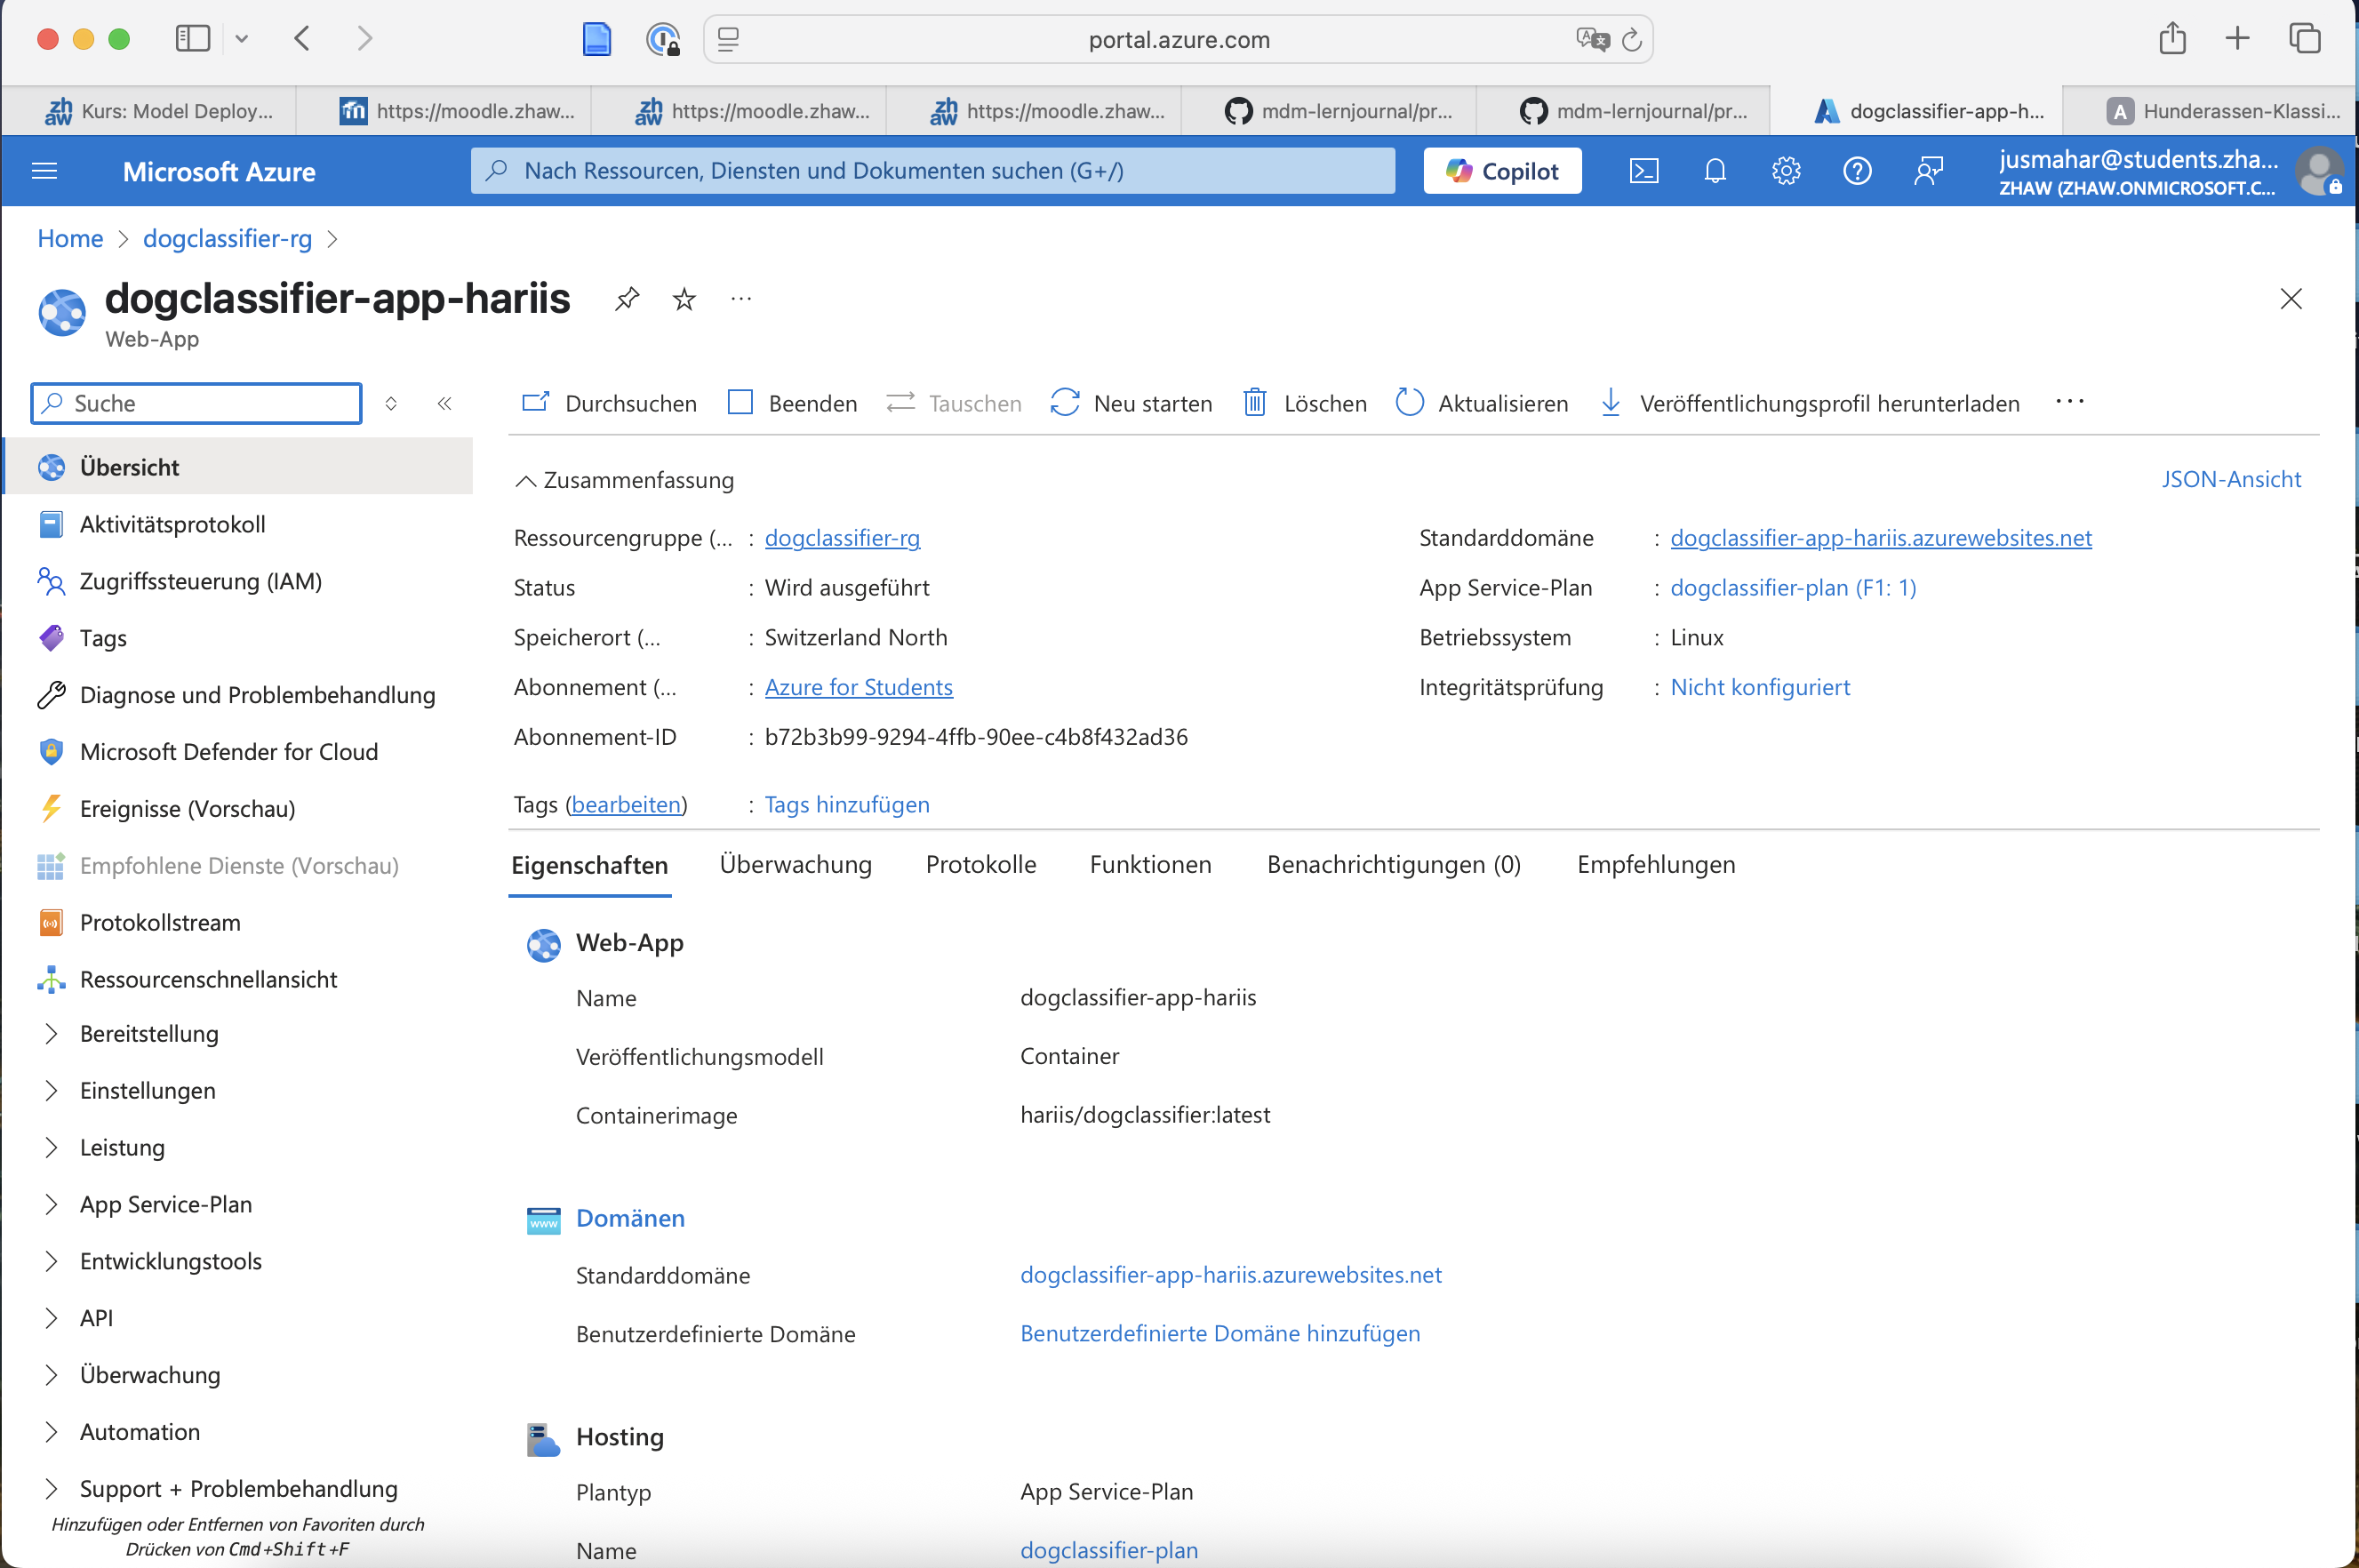 portal.azure.com
Kurs: Model Deploy...
https://moodle.zhaw...
https://moodle.zhaw...
https://moodle.zhaw...
mdm-lernjournal/pr...
mdm-lernjournal/pr...
dogclassifier-app-h...
A Hunderassen-Klassi...
Microsoft Azure
Nach Ressourcen, Diensten und Dokumenten suchen (G+/)
Copilot
jusmahar@students.zha...
ZHAW (ZHAW.ONMICROSOFT.C...
Home > dogclassifier-rg >
dogclassifier-app-hariis
Web-App
Suche
Durchsuchen
Beenden
Tauschen
Neu starten
Löschen
Aktualisieren
Veröffentlichungsprofil herunterladen
Übersicht
Aktivitätsprotokoll
Zugriffssteuerung (IAM)
Tags
Diagnose und Problembehandlung
Microsoft Defender for Cloud
Ereignisse (Vorschau)
Empfohlene Dienste (Vorschau)
Protokollstream
Ressourcenschnellansicht
Bereitstellung
Einstellungen
Leistung
App Service-Plan
Entwicklungstools
API
Überwachung
Automation
Support + Problembehandlung
Hinzufügen oder Entfernen von Favoriten durch
Drücken von Cmd+Shift+F
Zusammenfassung
JSON-Ansicht
Ressourcengruppe (... : dogclassifier-rg
Status : Wird ausgeführt
Speicherort (... : Switzerland North
Abonnement (... : Azure for Students
Abonnement-ID : b72b3b99-9294-4ffb-90ee-c4b8f432ad36
Tags (bearbeiten) : Tags hinzufügen
Standarddomäne : dogclassifier-app-hariis.azurewebsites.net
App Service-Plan : dogclassifier-plan (F1: 1)
Betriebssystem : Linux
Integritätsprüfung : Nicht konfiguriert
Eigenschaften
Überwachung
Protokolle
Funktionen
Benachrichtigungen (0)
Empfehlungen
Web-App
Name dogclassifier-app-hariis
Veröffentlichungsmodell Container
Containerimage hariis/dogclassifier:latest
Domänen
Standarddomäne dogclassifier-app-hariis.azurewebsites.net
Benutzerdefinierte Domäne Benutzerdefinierte Domäne hinzufügen
Hosting
Plantyp App Service-Plan
Name dogclassifier-plan